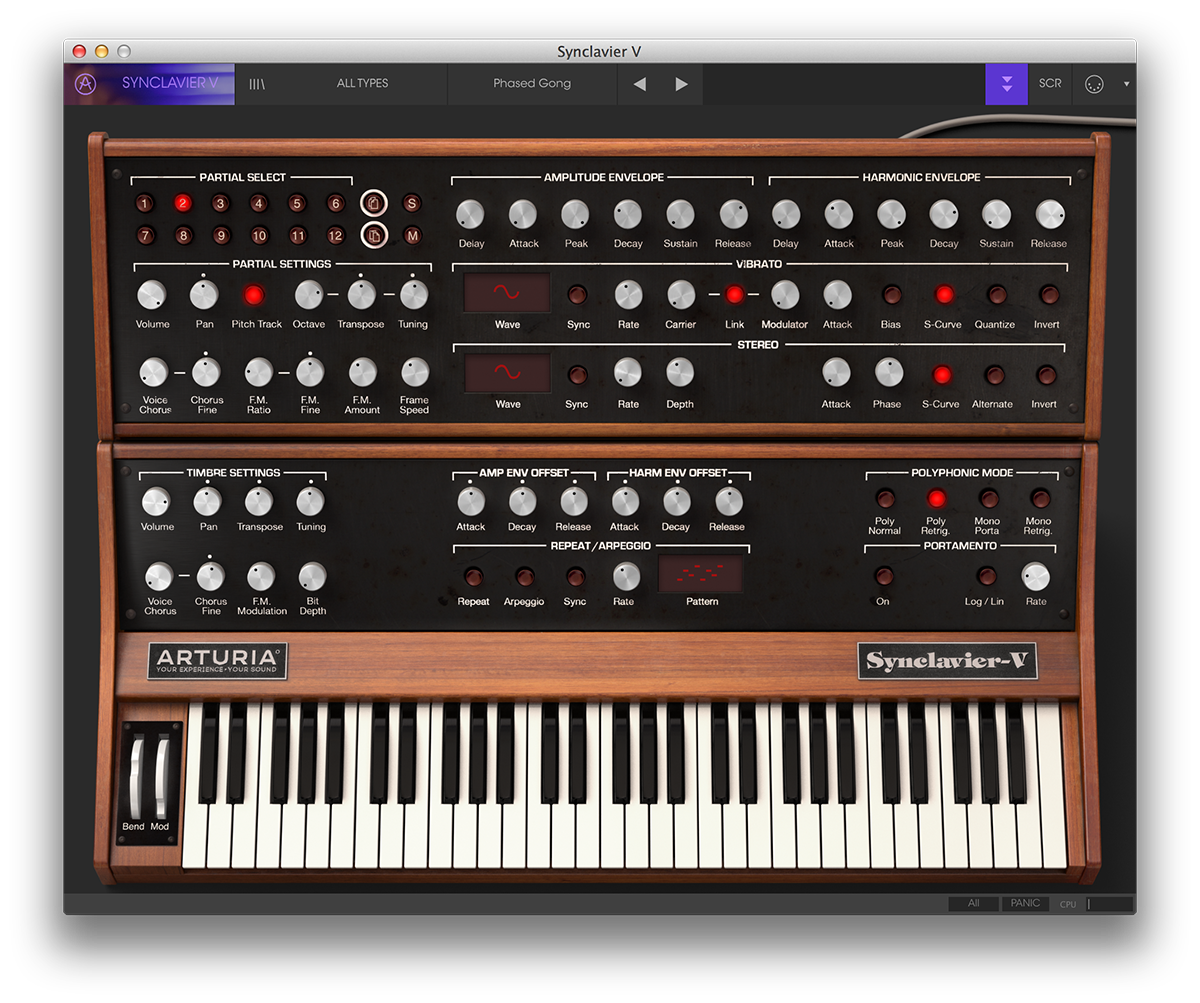 Synclavier V
SYNCLAVIER V ALL TYPES Phased Gong SCR
PARTIAL SELECT
1 2 3 4 5 6 S
7 8 9 10 11 12 M
AMPLITUDE ENVELOPE
Delay Attack Peak Decay Sustain Release
HARMONIC ENVELOPE
Delay Attack Peak Decay Sustain Release
PARTIAL SETTINGS
Volume Pan Pitch Track Octave Transpose Tuning
Voice Chorus F.M. F.M. F.M. Frame
Chorus Fine Ratio Fine Amount Speed
VIBRATO
Wave Sync Rate Carrier Link Modulator Attack Bias S-Curve Quantize Invert
STEREO
Wave Sync Rate Depth Attack Phase S-Curve Alternate Invert
TIMBRE SETTINGS
Volume Pan Transpose Tuning
Voice Chorus F.M. Bit
Chorus Fine Modulation Depth
AMP ENV OFFSET
Attack Decay Release
HARM ENV OFFSET
Attack Decay Release
REPEAT/ARPEGGIO
Repeat Arpeggio Sync Rate Pattern
POLYPHONIC MODE
Poly Poly Mono Mono
Normal Retrig. Porta Retrig.
PORTAMENTO
On Log / Lin Rate
ARTURIA
YOUR EXPERIENCE • YOUR SOUND
Synclavier-V
Bend Mod
All PANIC CPU